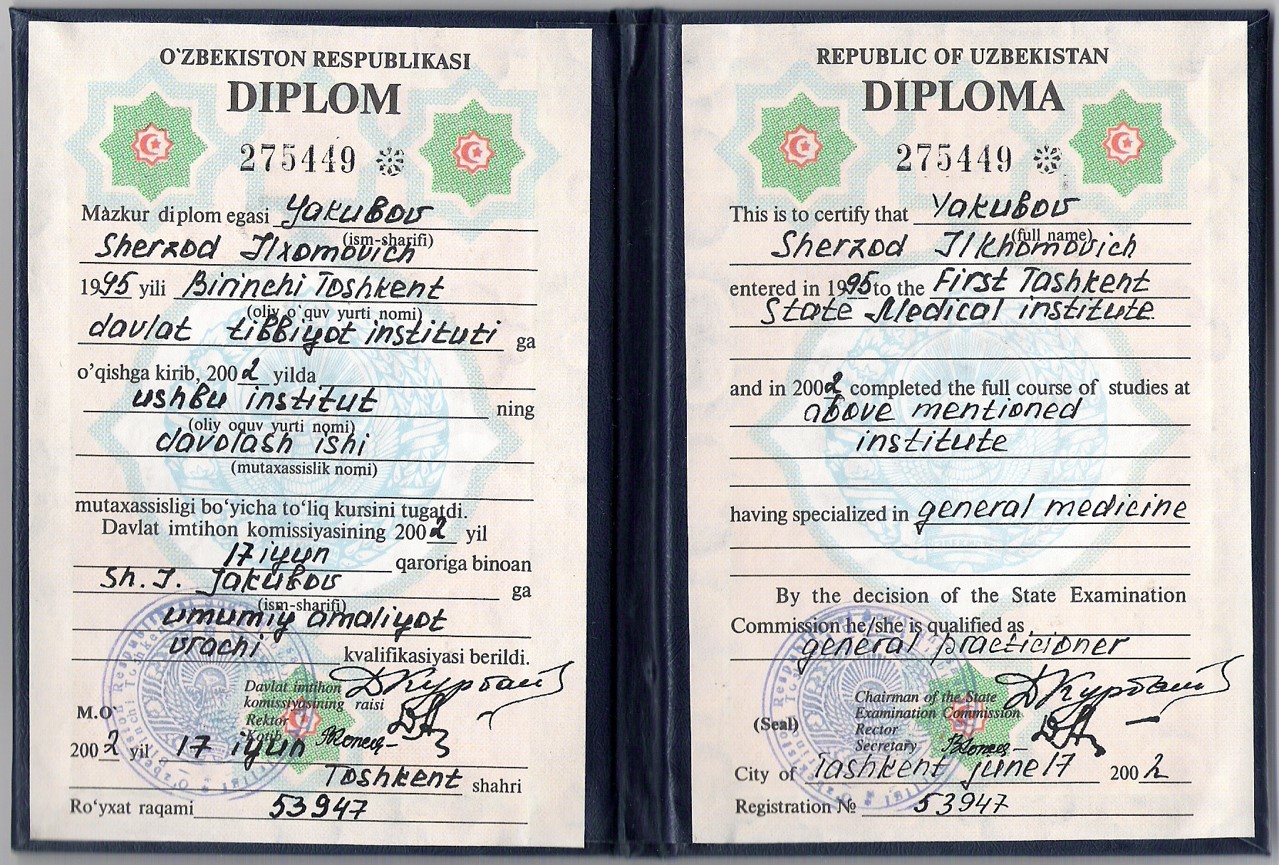 O'ZBEKISTON RESPUBLIKASI
DIPLOM
275449
Mazkur diplom egasi Yakubov
(ism-sharifi)
Sherzod Ilxomovich
1995 yili Birinchi Toshkent
(oliy o'quv yurti nomi)
davlat tibbiyot instituti ga
o'qishga kirib, 2002 yilda
ushbu institut ning
(oliy oquv yurti nomi)
davolash ishi
(mutaxassislik nomi)
mutaxassisligi bo'yicha to'liq kursini tugatdi.
Davlat imtihon komissiyasining 2002 yil
17 iyun qaroriga binoan
Sh. I. Yakubov ga
(ism-sharifi)
umumiy amaliyot
vrachi kvalifikasiyasi berildi.
Davlat imtihon
komissiyasining raisi
M.O'
Rektor
Kotib
2002 yil 17 iyun
Toshkent shahri
Ro'yxat raqami 53947
REPUBLIC OF UZBEKISTAN
DIPLOMA
275449
This is to certify that Yakubov
(full name)
Sherzod Ilkhomovich
entered in 1995 to the First Tashkent
State Medical institute
and in 2002 completed the full course of studies at
above mentioned
institute
having specialized in general medicine
By the decision of the State Examination
Commission he/she is qualified as
general practicioner
Chairman of the State
Examination Commission
(Seal)
Rector
Secretary
City of Tashkent june 17 2002
Registration № 53947